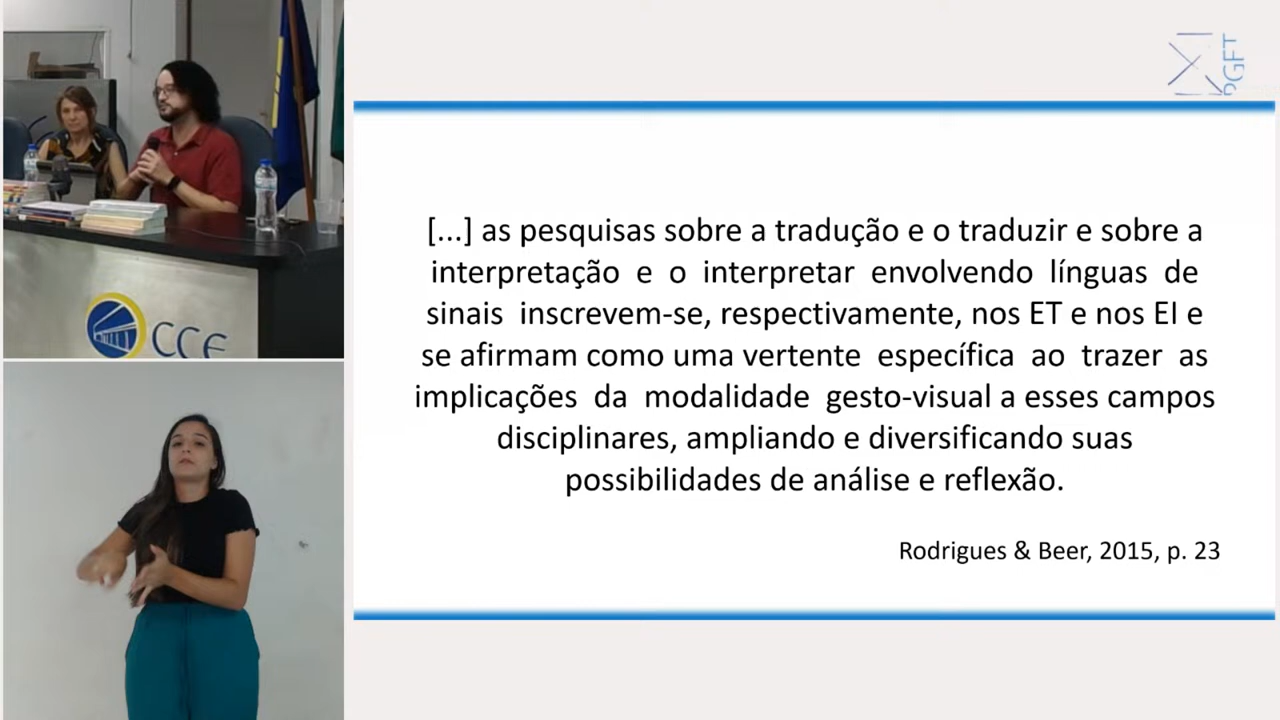 PGFT
[...] as pesquisas sobre a tradução e o traduzir e sobre a
interpretação e o interpretar envolvendo línguas de
sinais inscrevem-se, respectivamente, nos ET e nos EI e
se afirmam como uma vertente específica ao trazer as
implicações da modalidade gesto-visual a esses campos
disciplinares, ampliando e diversificando suas
possibilidades de análise e reflexão.
Rodrigues & Beer, 2015, p. 23
CCE